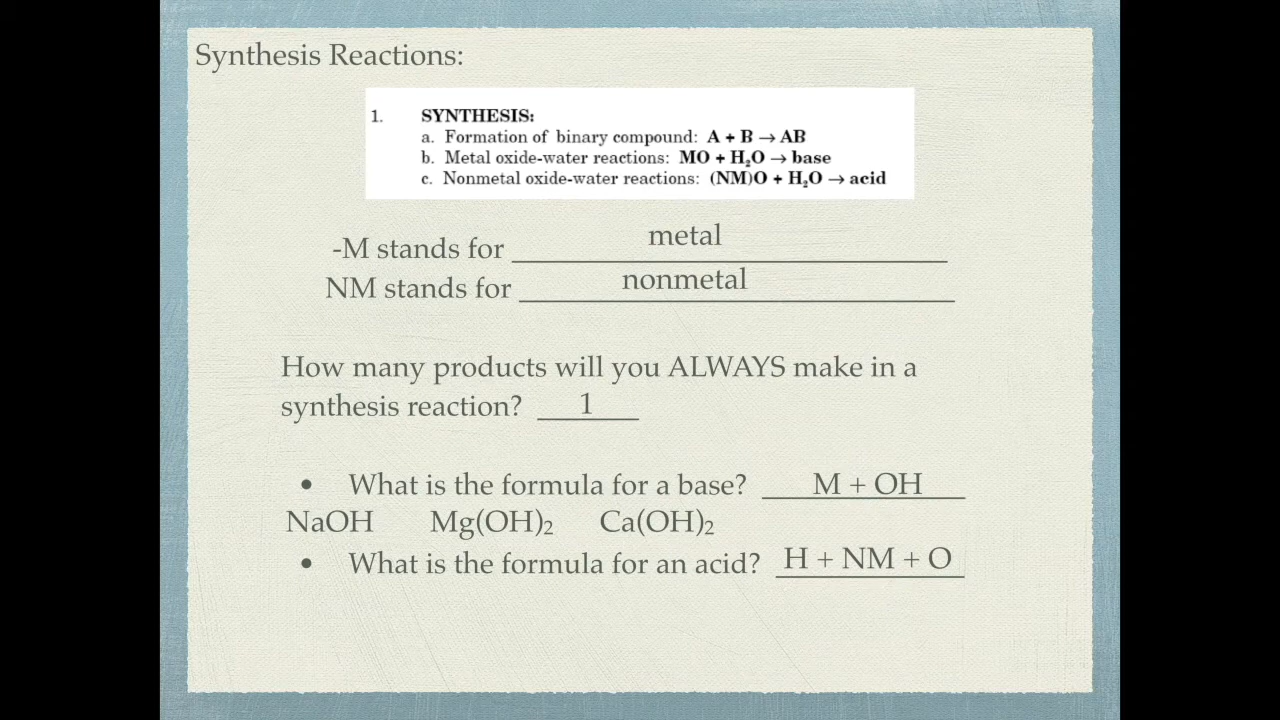 Synthesis Reactions:
1. SYNTHESIS:
a. Formation of binary compound: A + B → AB
b. Metal oxide-water reactions: MO + H₂O → base
c. Nonmetal oxide-water reactions: (NM)O + H₂O → acid
-M stands for metal
NM stands for nonmetal
How many products will you ALWAYS make in a
synthesis reaction? 1
• What is the formula for a base? M + OH
NaOH Mg(OH)₂ Ca(OH)₂
• What is the formula for an acid? H + NM + O